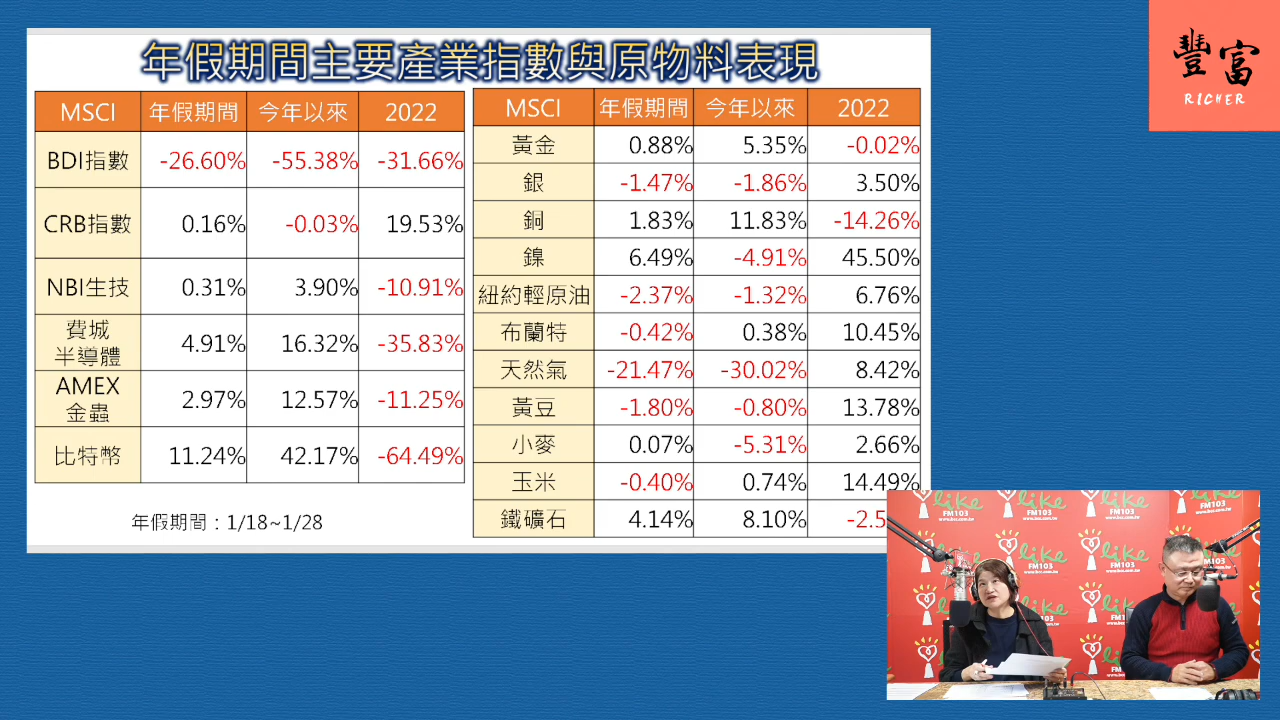 年假期間主要產業指數與原物料表現
MSCI 年假期間 今年以來 2022
BDI指數 -26.60% -55.38% -31.66%
CRB指數 0.16% -0.03% 19.53%
NBI生技 0.31% 3.90% -10.91%
費城
半導體 4.91% 16.32% -35.83%
AMEX
金蟲 2.97% 12.57% -11.25%
比特幣 11.24% 42.17% -64.49%
年假期間：1/18~1/28
MSCI 年假期間 今年以來 2022
黃金 0.88% 5.35% -0.02%
銀 -1.47% -1.86% 3.50%
銅 1.83% 11.83% -14.26%
鎳 6.49% -4.91% 45.50%
紐約輕原油 -2.37% -1.32% 6.76%
布蘭特 -0.42% 0.38% 10.45%
天然氣 -21.47% -30.02% 8.42%
黃豆 -1.80% -0.80% 13.78%
小麥 0.07% -5.31% 2.66%
玉米 -0.40% 0.74% 14.49%
鐵礦石 4.14% 8.10% -2.5
豐富
RICHER
like
FM103
www.bcc.com.tw